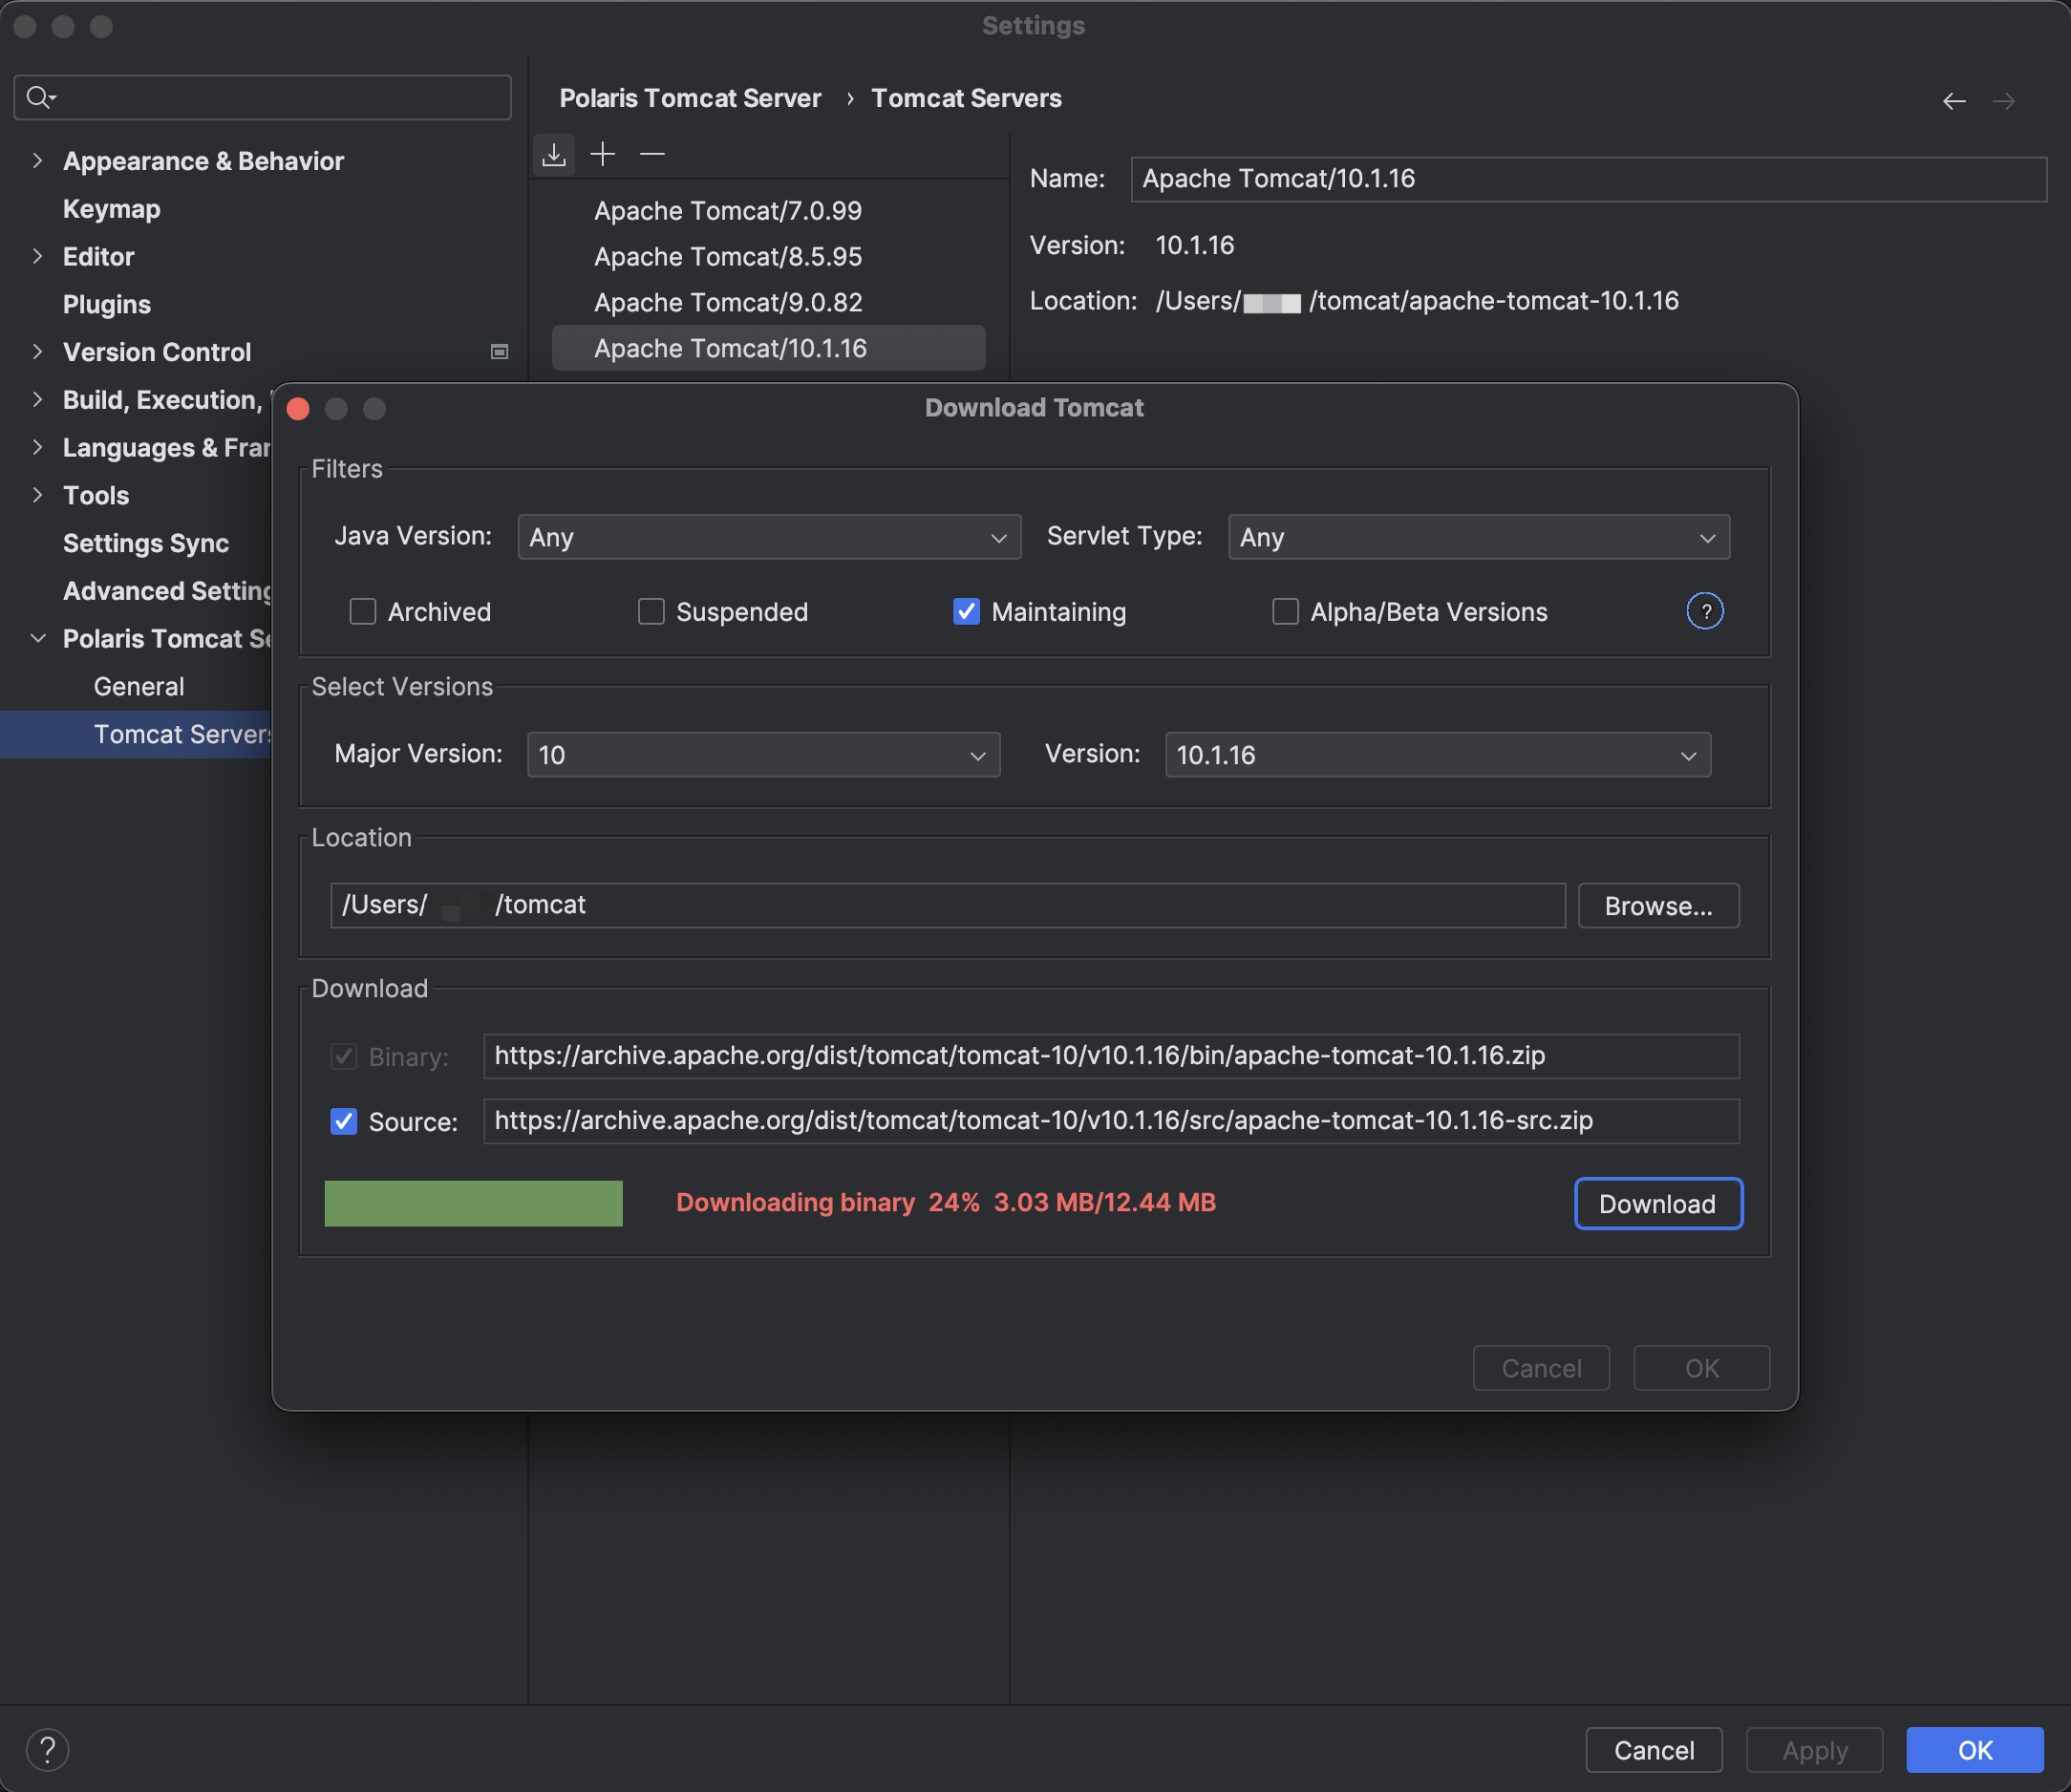 Settings
Polaris Tomcat Server › Tomcat Servers
Appearance & Behavior
Keymap
Editor
Plugins
Version Control
Build, Execution,
Languages & Fran
Tools
Settings Sync
Advanced Setting
Polaris Tomcat Se
General
Tomcat Servers
Apache Tomcat/7.0.99
Apache Tomcat/8.5.95
Apache Tomcat/9.0.82
Apache Tomcat/10.1.16
Name: Apache Tomcat/10.1.16
Version: 10.1.16
Location: /Users/ /tomcat/apache-tomcat-10.1.16
Download Tomcat
Filters
Java Version: Any Servlet Type: Any
Archived Suspended Maintaining Alpha/Beta Versions ?
Select Versions
Major Version: 10 Version: 10.1.16
Location
/Users/ /tomcat Browse...
Download
Binary: https://archive.apache.org/dist/tomcat/tomcat-10/v10.1.16/bin/apache-tomcat-10.1.16.zip
Source: https://archive.apache.org/dist/tomcat/tomcat-10/v10.1.16/src/apache-tomcat-10.1.16-src.zip
Downloading binary 24% 3.03 MB/12.44 MB Download
Cancel OK
? Cancel Apply OK